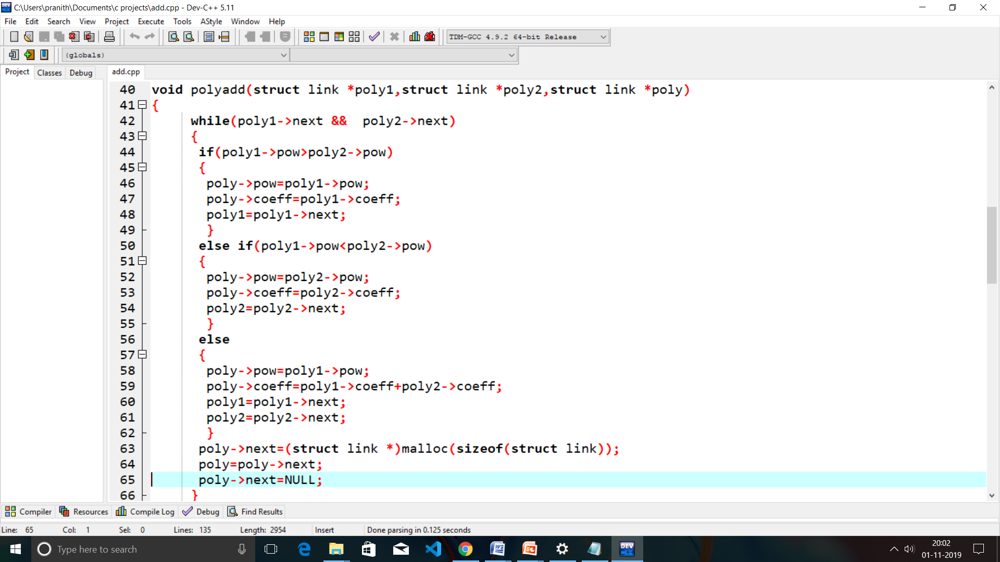 C:\Users\pranith\Documents\c projects\add.cpp - Dev-C++ 5.11
File Edit Search View Project Execute Tools AStyle Window Help
TDM-GCC 4.9.2 64-bit Release
(globals)
Project Classes Debug add.cpp
40 void polyadd(struct link *poly1,struct link *poly2,struct link *poly)
41 {
42 while(poly1->next && poly2->next)
43 {
44 if(poly1->pow>poly2->pow)
45 {
46 poly->pow=poly1->pow;
47 poly->coeff=poly1->coeff;
48 poly1=poly1->next;
49 }
50 else if(poly1->pow<poly2->pow)
51 {
52 poly->pow=poly2->pow;
53 poly->coeff=poly2->coeff;
54 poly2=poly2->next;
55 }
56 else
57 {
58 poly->pow=poly1->pow;
59 poly->coeff=poly1->coeff+poly2->coeff;
60 poly1=poly1->next;
61 poly2=poly2->next;
62 }
63 poly->next=(struct link *)malloc(sizeof(struct link));
64 poly=poly->next;
65 poly->next=NULL;
66 }
Compiler Resources Compile Log Debug Find Results
Line: 65 Col: 1 Sel: 0 Lines: 135 Length: 2954 Insert Done parsing in 0.125 seconds
Type here to search
DEV
20:02
01-11-2019